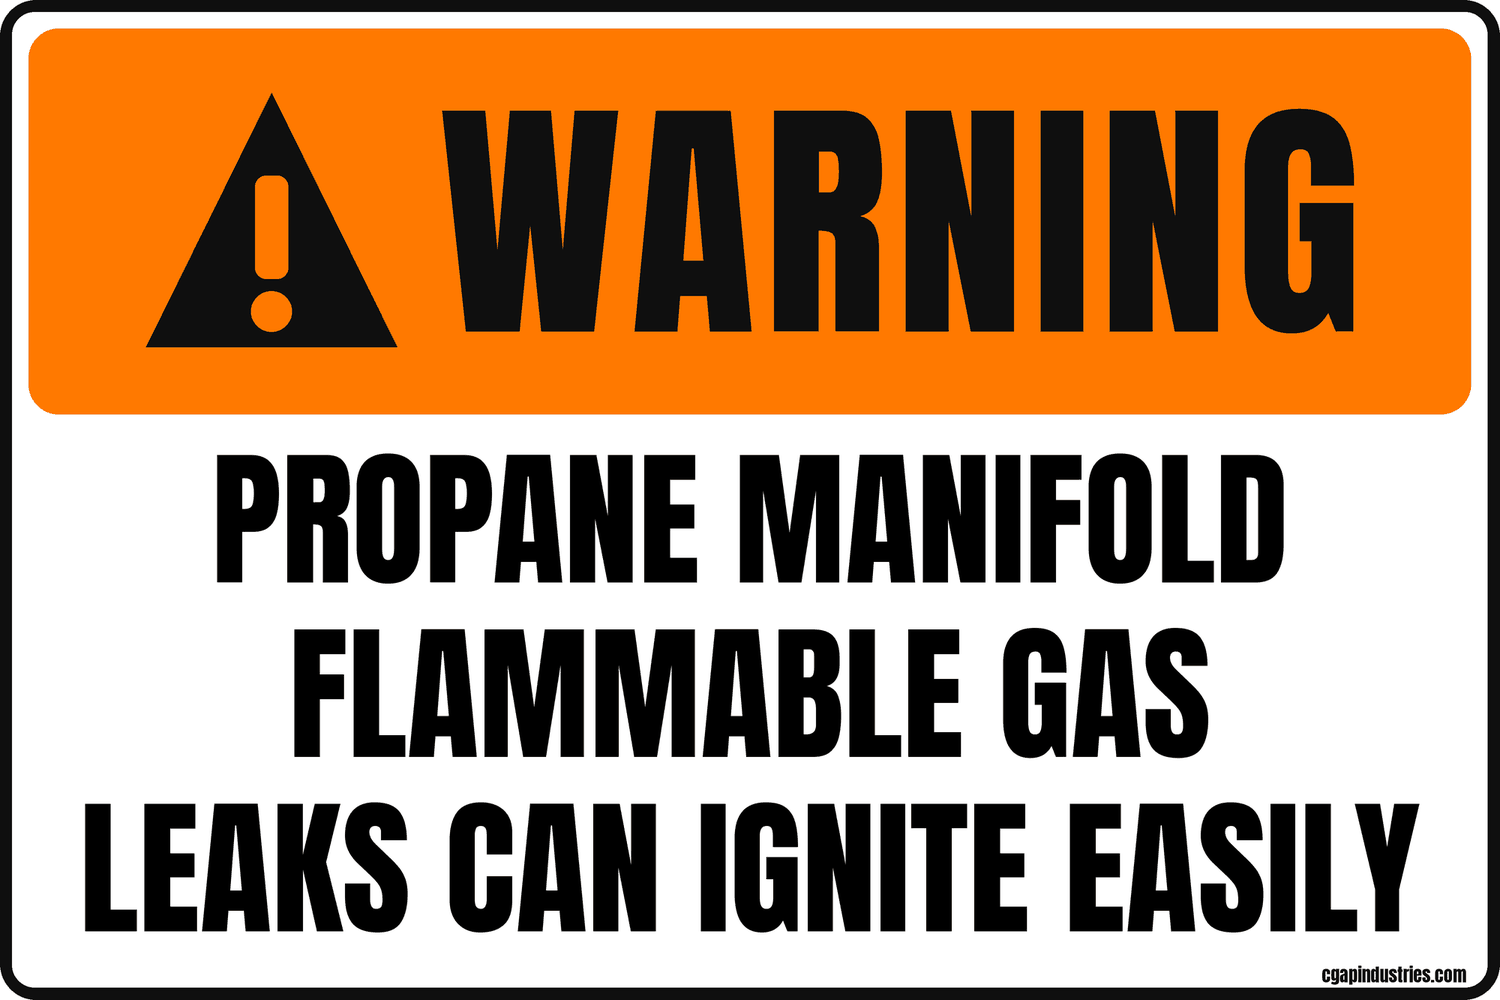 WARNING
PROPANE MANIFOLD
FLAMMABLE GAS
LEAKS CAN IGNITE EASILY
cgapindustries.com